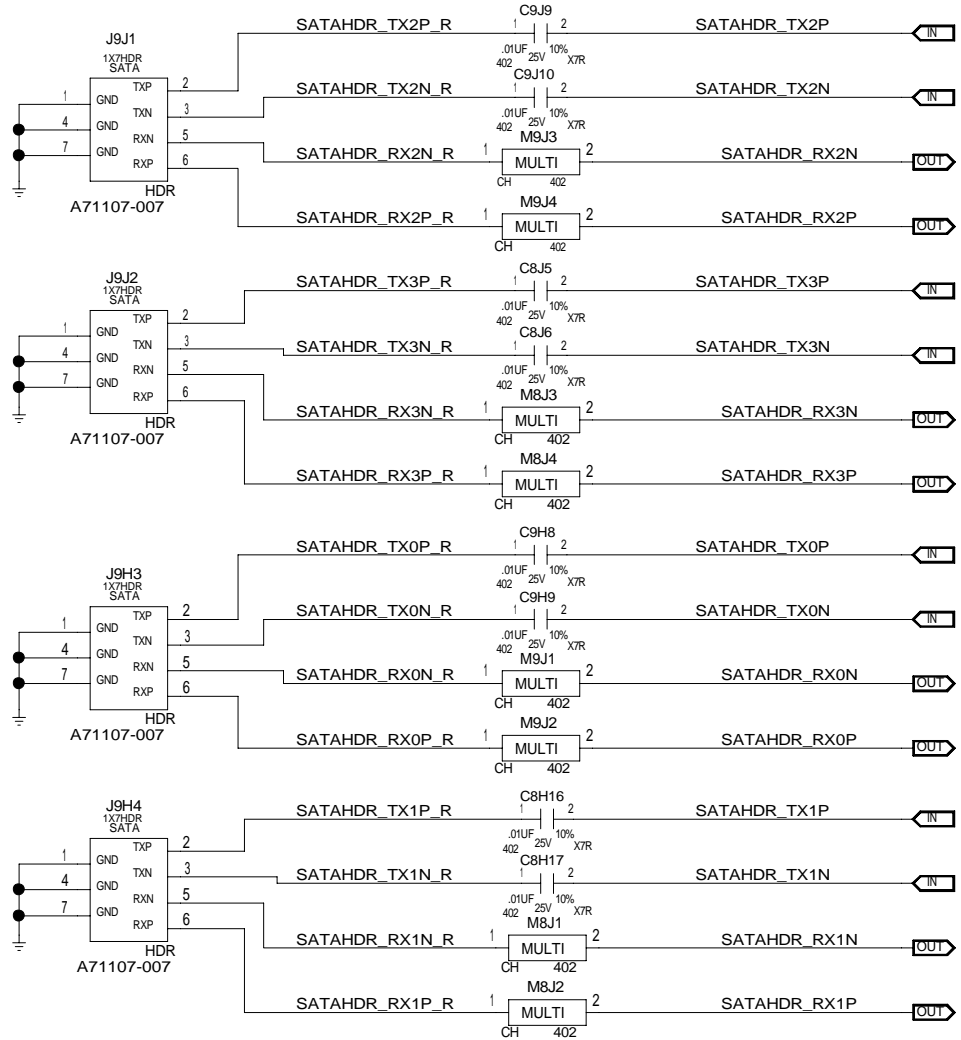 SATAHDR_TX2P_R
C9J9
SATAHDR_TX2P
1 2
IN
J9J1
1X7HDR
SATA
.01UF 25V 10% X7R
402
C9J10
TXP 2
SATAHDR_TX2N_R
1 2
SATAHDR_TX2N
IN
1 GND
TXN 3
.01UF 25V 10% X7R
402
4 GND
M9J3
RXN 5
SATAHDR_RX2N_R
1 MULTI 2
SATAHDR_RX2N
OUT
7 GND
RXP 6
CH 402
HDR
A71107-007
M9J4
SATAHDR_RX2P_R
1 MULTI 2
SATAHDR_RX2P
OUT
CH 402
J9J2
1X7HDR
SATA
C8J5
SATAHDR_TX3P_R
1 2
SATAHDR_TX3P
IN
.01UF 25V 10% X7R
402
TXP 2
C8J6
1 GND
TXN 3
SATAHDR_TX3N_R
1 2
SATAHDR_TX3N
IN
4 GND
.01UF 25V 10% X7R
402
RXN 5
M8J3
7 GND
RXP 6
SATAHDR_RX3N_R
1 MULTI 2
SATAHDR_RX3N
OUT
CH 402
HDR
A71107-007
M8J4
SATAHDR_RX3P_R
1 MULTI 2
SATAHDR_RX3P
OUT
CH 402
C9H8
SATAHDR_TX0P_R
1 2
SATAHDR_TX0P
IN
J9H3
1X7HDR
SATA
.01UF 25V 10% X7R
402
C9H9
TXP 2
SATAHDR_TX0N_R
1 2
SATAHDR_TX0N
IN
1 GND
TXN 3
.01UF 25V 10% X7R
402
4 GND
M9J1
RXN 5
SATAHDR_RX0N_R
1 MULTI 2
SATAHDR_RX0N
OUT
7 GND
RXP 6
CH 402
HDR
A71107-007
M9J2
SATAHDR_RX0P_R
1 MULTI 2
SATAHDR_RX0P
OUT
CH 402
J9H4
1X7HDR
SATA
C8H16
SATAHDR_TX1P_R
1 2
SATAHDR_TX1P
IN
.01UF 25V 10% X7R
402
TXP 2
C8H17
1 GND
TXN 3
SATAHDR_TX1N_R
1 2
SATAHDR_TX1N
IN
4 GND
.01UF 25V 10% X7R
402
RXN 5
M8J1
7 GND
RXP 6
SATAHDR_RX1N_R
1 MULTI 2
SATAHDR_RX1N
OUT
CH 402
HDR
A71107-007
M8J2
SATAHDR_RX1P_R
1 MULTI 2
SATAHDR_RX1P
OUT
CH 402